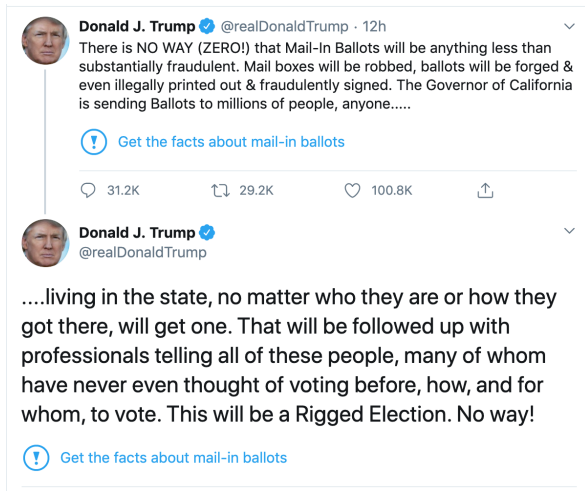 Donald J. Trump @realDonaldTrump · 12h
There is NO WAY (ZERO!) that Mail-In Ballots will be anything less than
substantially fraudulent. Mail boxes will be robbed, ballots will be forged &
even illegally printed out & fraudulently signed. The Governor of California
is sending Ballots to millions of people, anyone.....
Get the facts about mail-in ballots
31.2K 29.2K 100.8K
Donald J. Trump
@realDonaldTrump
....living in the state, no matter who they are or how they
got there, will get one. That will be followed up with
professionals telling all of these people, many of whom
have never even thought of voting before, how, and for
whom, to vote. This will be a Rigged Election. No way!
Get the facts about mail-in ballots